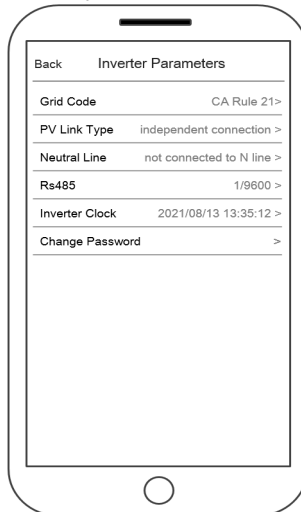 Back Inverter Parameters
Grid Code CA Rule 21>
PV Link Type independent connection >
Neutral Line not connected to N line >
Rs485 1/9600 >
Inverter Clock 2021/08/13 13:35:12 >
Change Password >